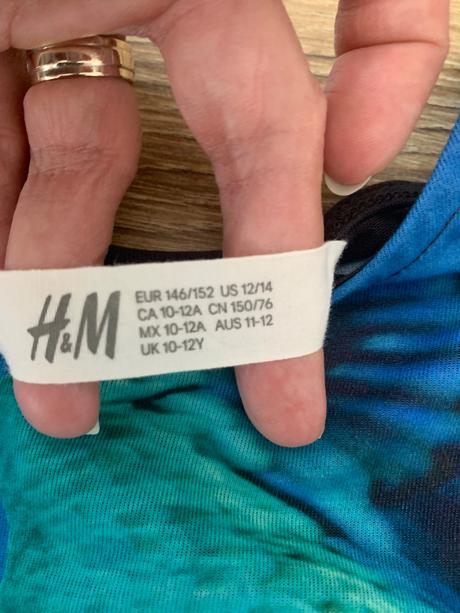 H&M
EUR 146/152 US 12/14
CA 10-12A CN 150/76
MX 10-12A AUS 11-12
UK 10-12Y